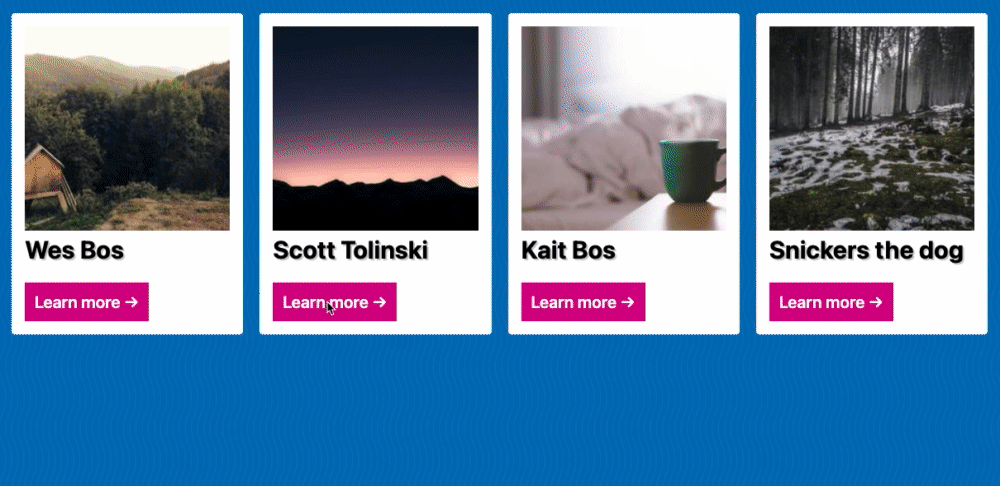 Wes Bos
Learn more →
Scott Tolinski
Learn more →
Kait Bos
Learn more →
Snickers the dog
Learn more →